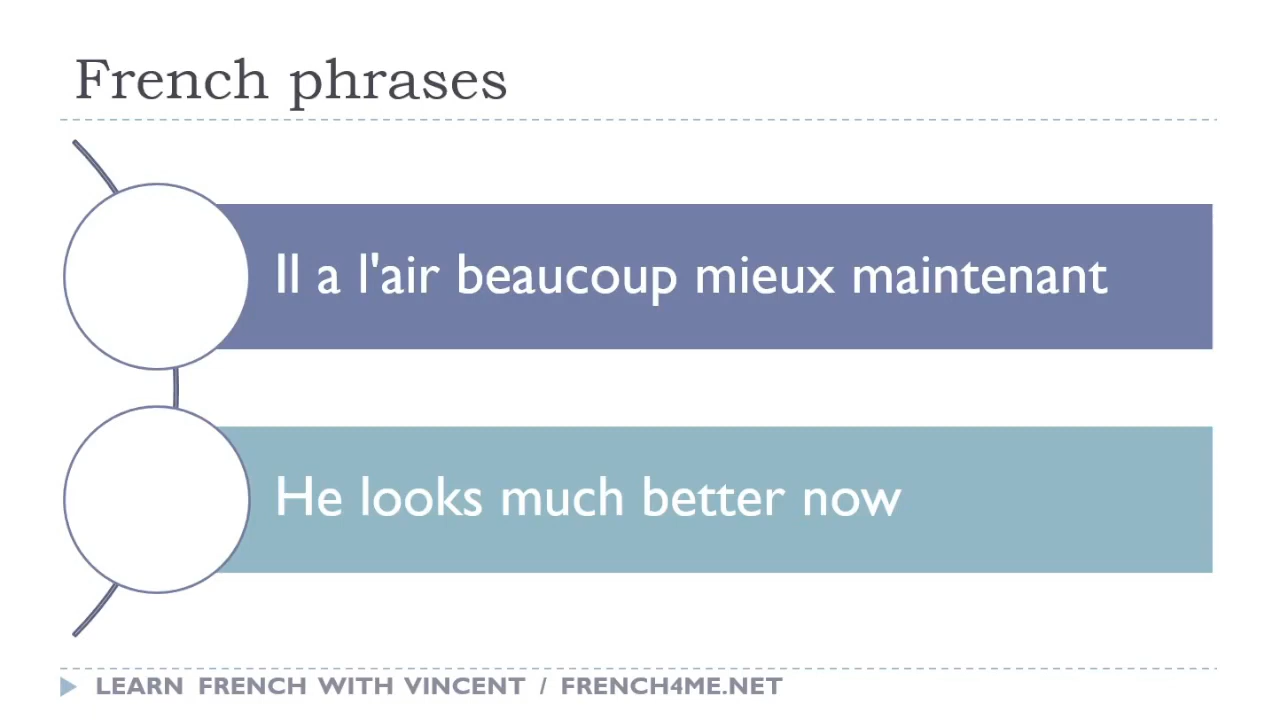 French phrases
Il a l'air beaucoup mieux maintenant
He looks much better now
LEARN FRENCH WITH VINCENT / FRENCH4ME.NET